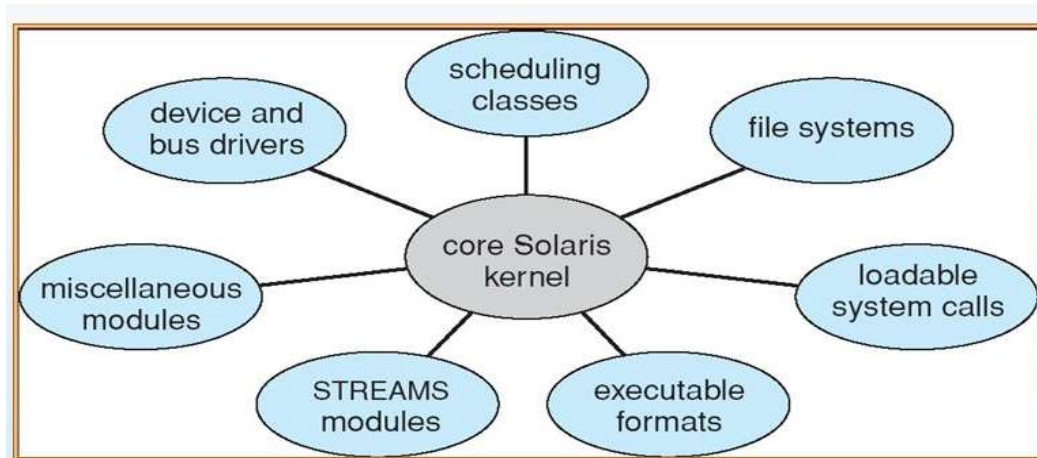 scheduling
classes
device and
bus drivers
file systems
core Solaris
kernel
miscellaneous
modules
loadable
system calls
STREAMS
modules
executable
formats